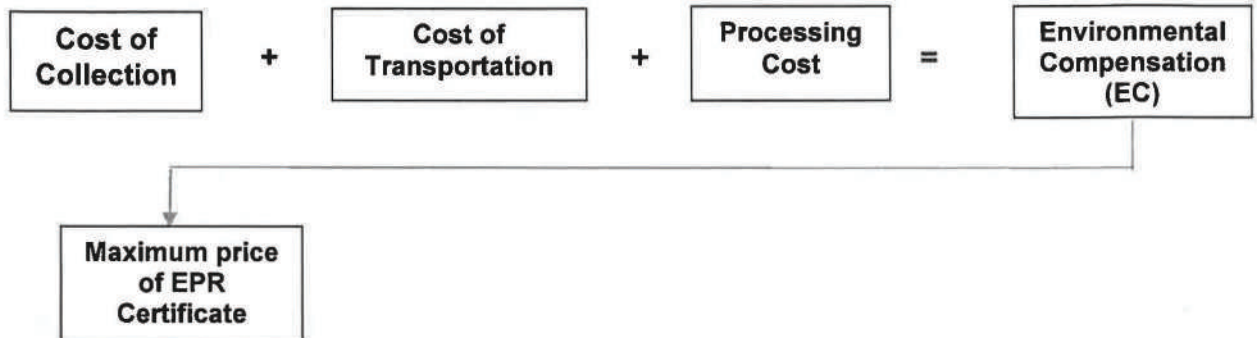 Cost of
Collection
+
Cost of
Transportation
+
Processing
Cost
=
Environmental
Compensation
(EC)
Maximum price
of EPR
Certificate